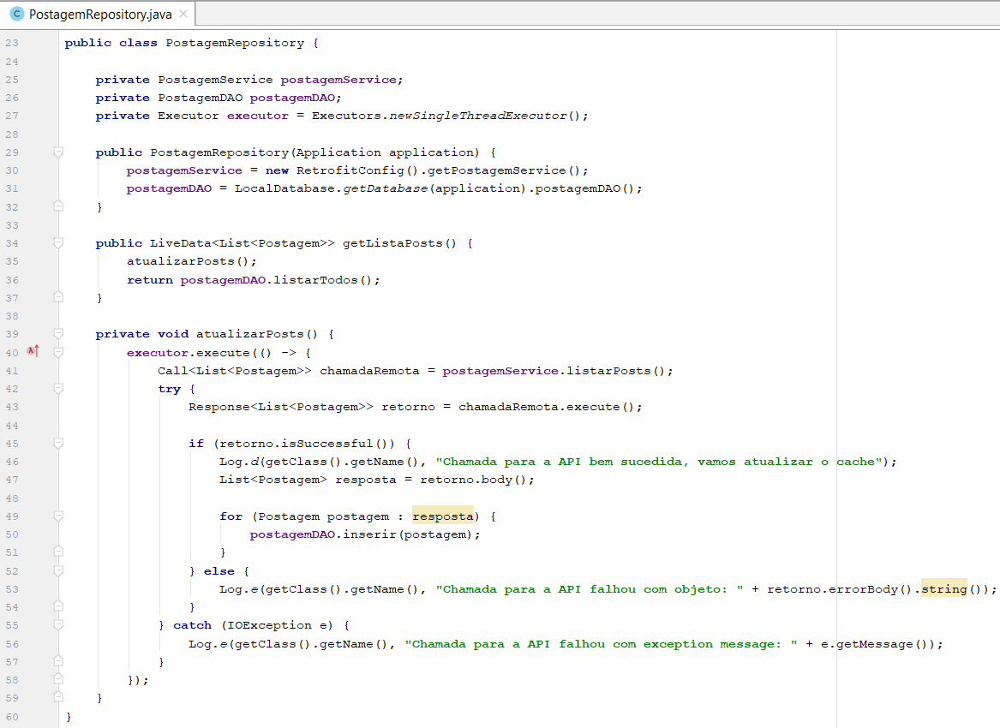 PostagemRepository.java
23 public class PostagemRepository {
24
25     private PostagemService postagemService;
26     private PostagemDAO postagemDAO;
27     private Executor executor = Executors.newSingleThreadExecutor();
28
29     public PostagemRepository(Application application) {
30         postagemService = new RetrofitConfig().getPostagemService();
31         postagemDAO = LocalDatabase.getDatabase(application).postagemDAO();
32     }
33
34     public LiveData<List<Postagem>> getListaPosts() {
35         atualizarPosts();
36         return postagemDAO.listarTodos();
37     }
38
39     private void atualizarPosts() {
40         executor.execute(() -> {
41             Call<List<Postagem>> chamadaRemota = postagemService.listarPosts();
42             try {
43                 Response<List<Postagem>> retorno = chamadaRemota.execute();
44
45                 if (retorno.isSuccessful()) {
46                     Log.d(getClass().getName(), "Chamada para a API bem sucedida, vamos atualizar o cache");
47                     List<Postagem> resposta = retorno.body();
48
49                     for (Postagem postagem : resposta) {
50                         postagemDAO.inserir(postagem);
51                     }
52                 } else {
53                     Log.e(getClass().getName(), "Chamada para a API falhou com objeto: " + retorno.errorBody().string());
54                 }
55             } catch (IOException e) {
56                 Log.e(getClass().getName(), "Chamada para a API falhou com exception message: " + e.getMessage());
57             }
58         });
59     }
60 }